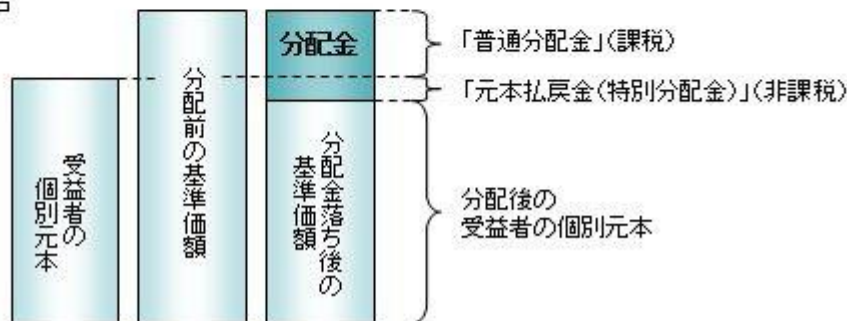 受益者の
個別元本
分配前の基準価額
分配金
分配金落ち後の
基準価額
「普通分配金」(課税)
「元本払戻金(特別分配金)」(非課税)
分配後の
受益者の個別元本